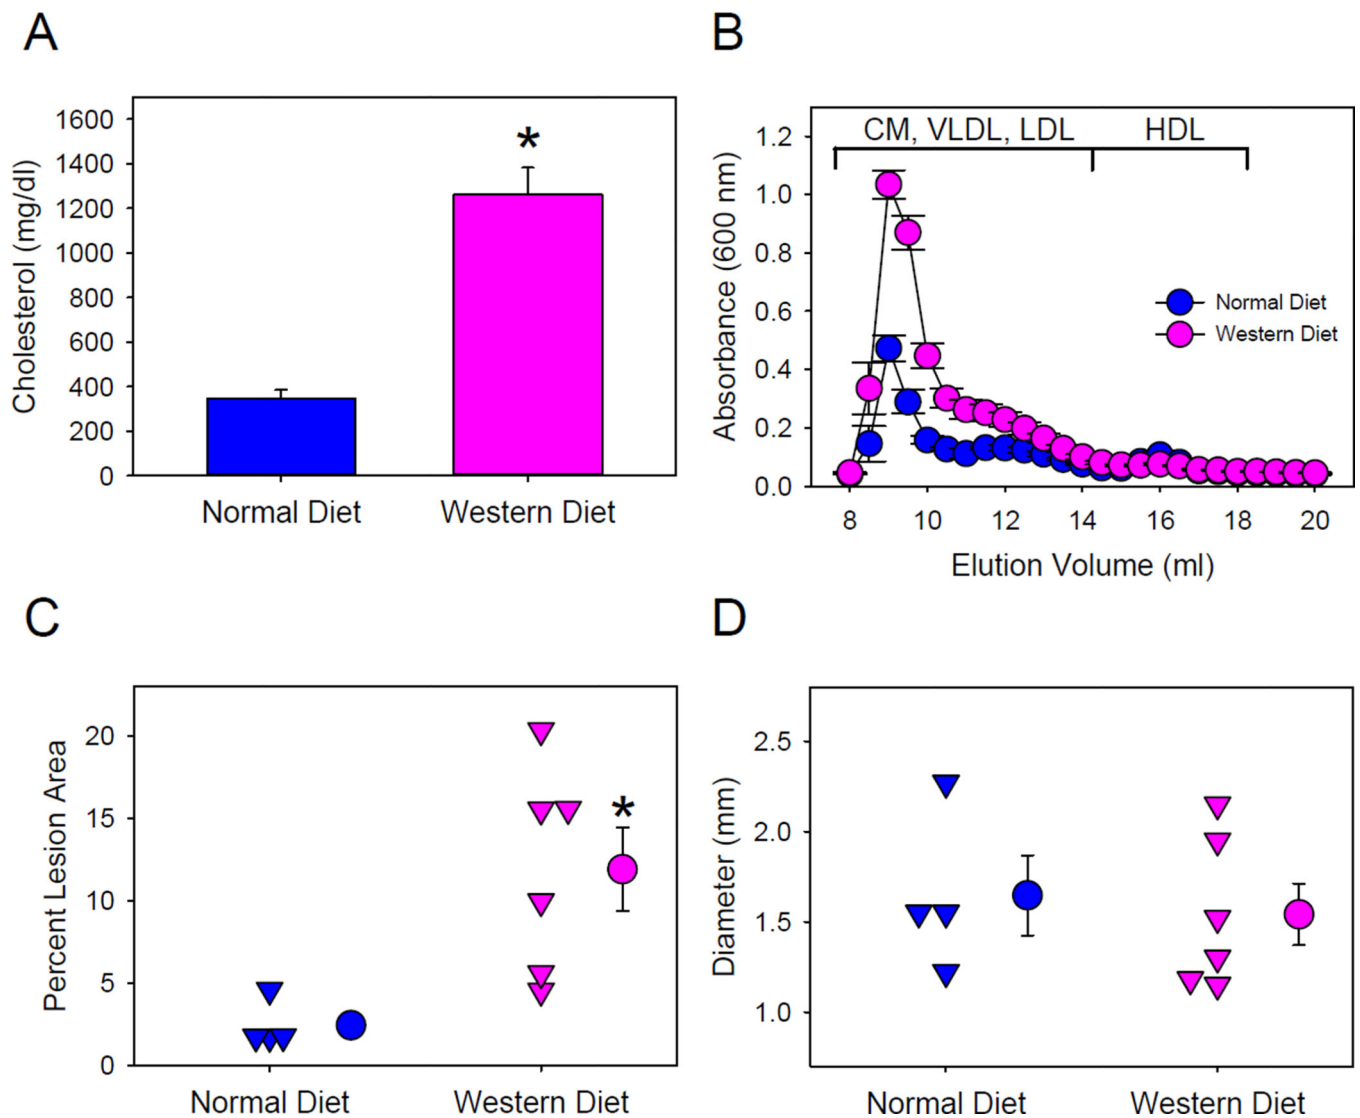 A
Cholesterol (mg/dl)
1600
1400
1200
1000
800
600
400
200
0
*
Normal Diet
Western Diet
B
Absorbance (600 nm)
1.2
1.0
0.8
0.6
0.4
0.2
0.0
CM, VLDL, LDL
HDL
Normal Diet
Western Diet
8
10
12
14
16
18
20
Elution Volume (ml)
C
Percent Lesion Area
20
15
10
5
0
*
Normal Diet
Western Diet
D
Diameter (mm)
2.5
2.0
1.5
1.0
Normal Diet
Western Diet